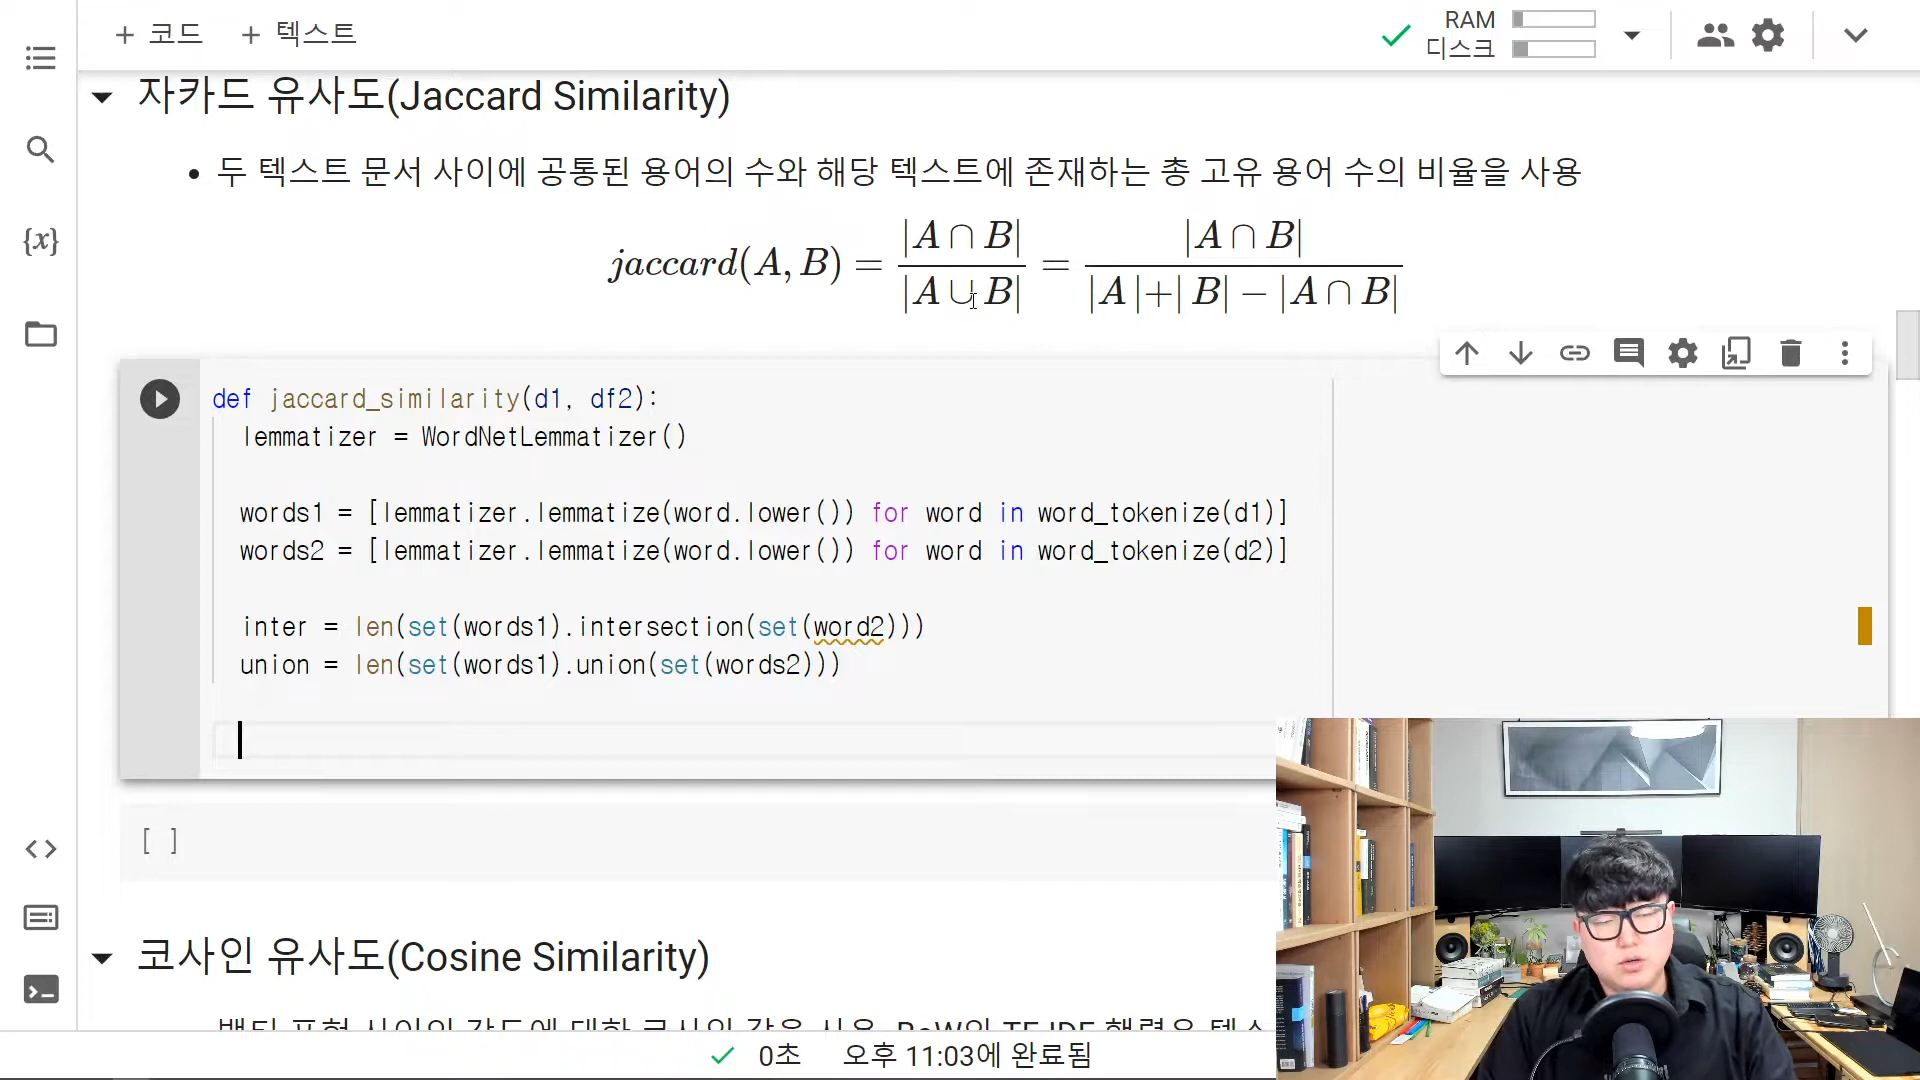 + 코드 + 텍스트
RAM
디스크
자카드 유사도(Jaccard Similarity)
• 두 텍스트 문서 사이에 공통된 용어의 수와 해당 텍스트에 존재하는 총 고유 용어 수의 비율을 사용
jaccard(A, B) = |A ∩ B| / |A ∪ B| = |A ∩ B| / |A| + |B| − |A ∩ B|
{x}
def jaccard_similarity(d1, df2):
lemmatizer = WordNetLemmatizer()
words1 = [lemmatizer.lemmatize(word.lower()) for word in word_tokenize(d1)]
words2 = [lemmatizer.lemmatize(word.lower()) for word in word_tokenize(d2)]
inter = len(set(words1).intersection(set(word2)))
union = len(set(words1).union(set(words2)))
[ ]
코사인 유사도(Cosine Similarity)
0초 오후 11:03에 완료됨